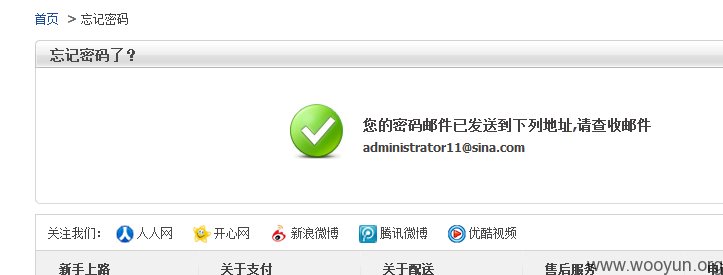 首页 > 忘记密码
忘记密码了？
您的密码邮件已发送到下列地址,请查收邮件
administrator11@sina.com
关注我们： 人人网 开心网 新浪微博 腾讯微博 优酷视频
新手上路 关于支付 关于配送 售后服务
www.wooyun.org